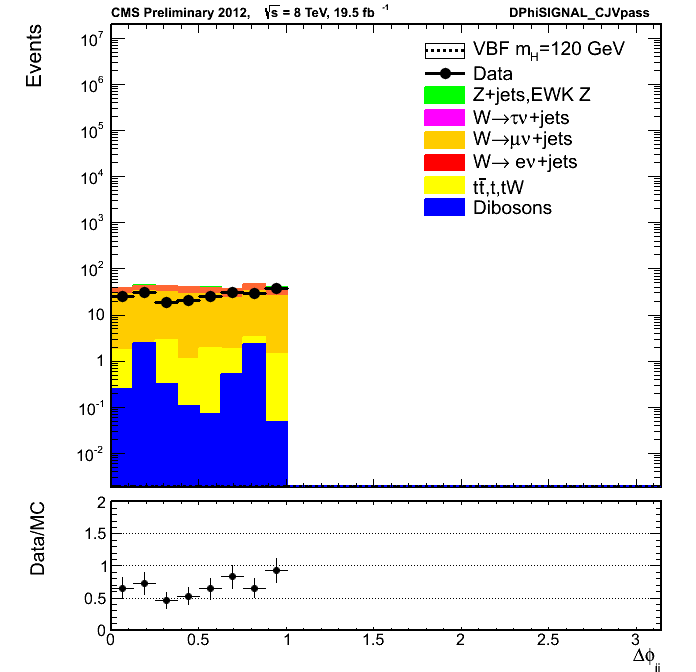 CMS Preliminary 2012, √s = 8 TeV, 19.5 fb⁻¹ DPhiSIGNAL_CJVpass
Events
10⁷
10⁶
10⁵
10⁴
10³
10²
10
1
10⁻¹
10⁻²
VBF m_H=120 GeV
Data
Z+jets,EWK Z
W→τν+jets
W→μν+jets
W→ eν+jets
tt̄,t,tW
Dibosons
Data/MC
2
1.5
1
0.5
0
0 0.5 1 1.5 2 2.5 3
Δϕ_jj